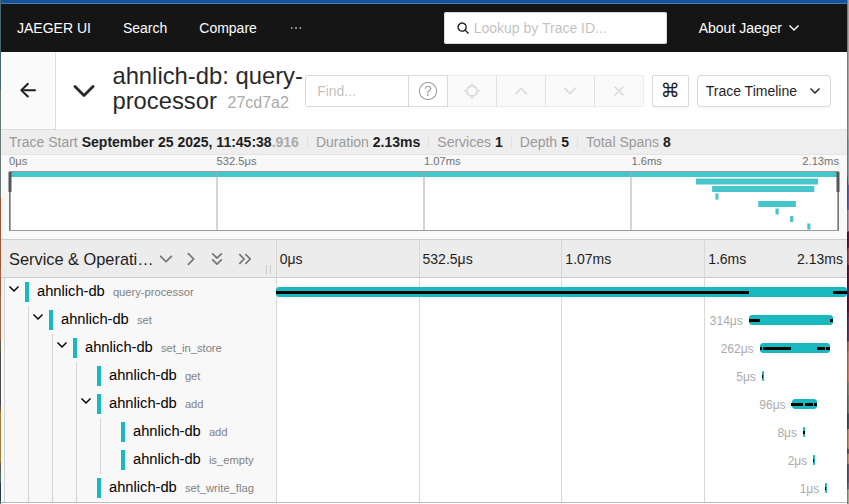 JAEGER UI Search Compare ··· Lookup by Trace ID... About Jaeger
ahnlich-db: query-
processor 27cd7a2 Find... ? ⌘ Trace Timeline
Trace Start September 25 2025, 11:45:38.916 Duration 2.13ms Services 1 Depth 5 Total Spans 8
0μs 532.5μs 1.07ms 1.6ms 2.13ms
Service & Operati... 0μs 532.5μs 1.07ms 1.6ms 2.13ms
ahnlich-db query-processor
ahnlich-db set 314μs
ahnlich-db set_in_store 262μs
ahnlich-db get 5μs
ahnlich-db add 96μs
ahnlich-db add 8μs
ahnlich-db is_empty 2μs
ahnlich-db set_write_flag 1μs